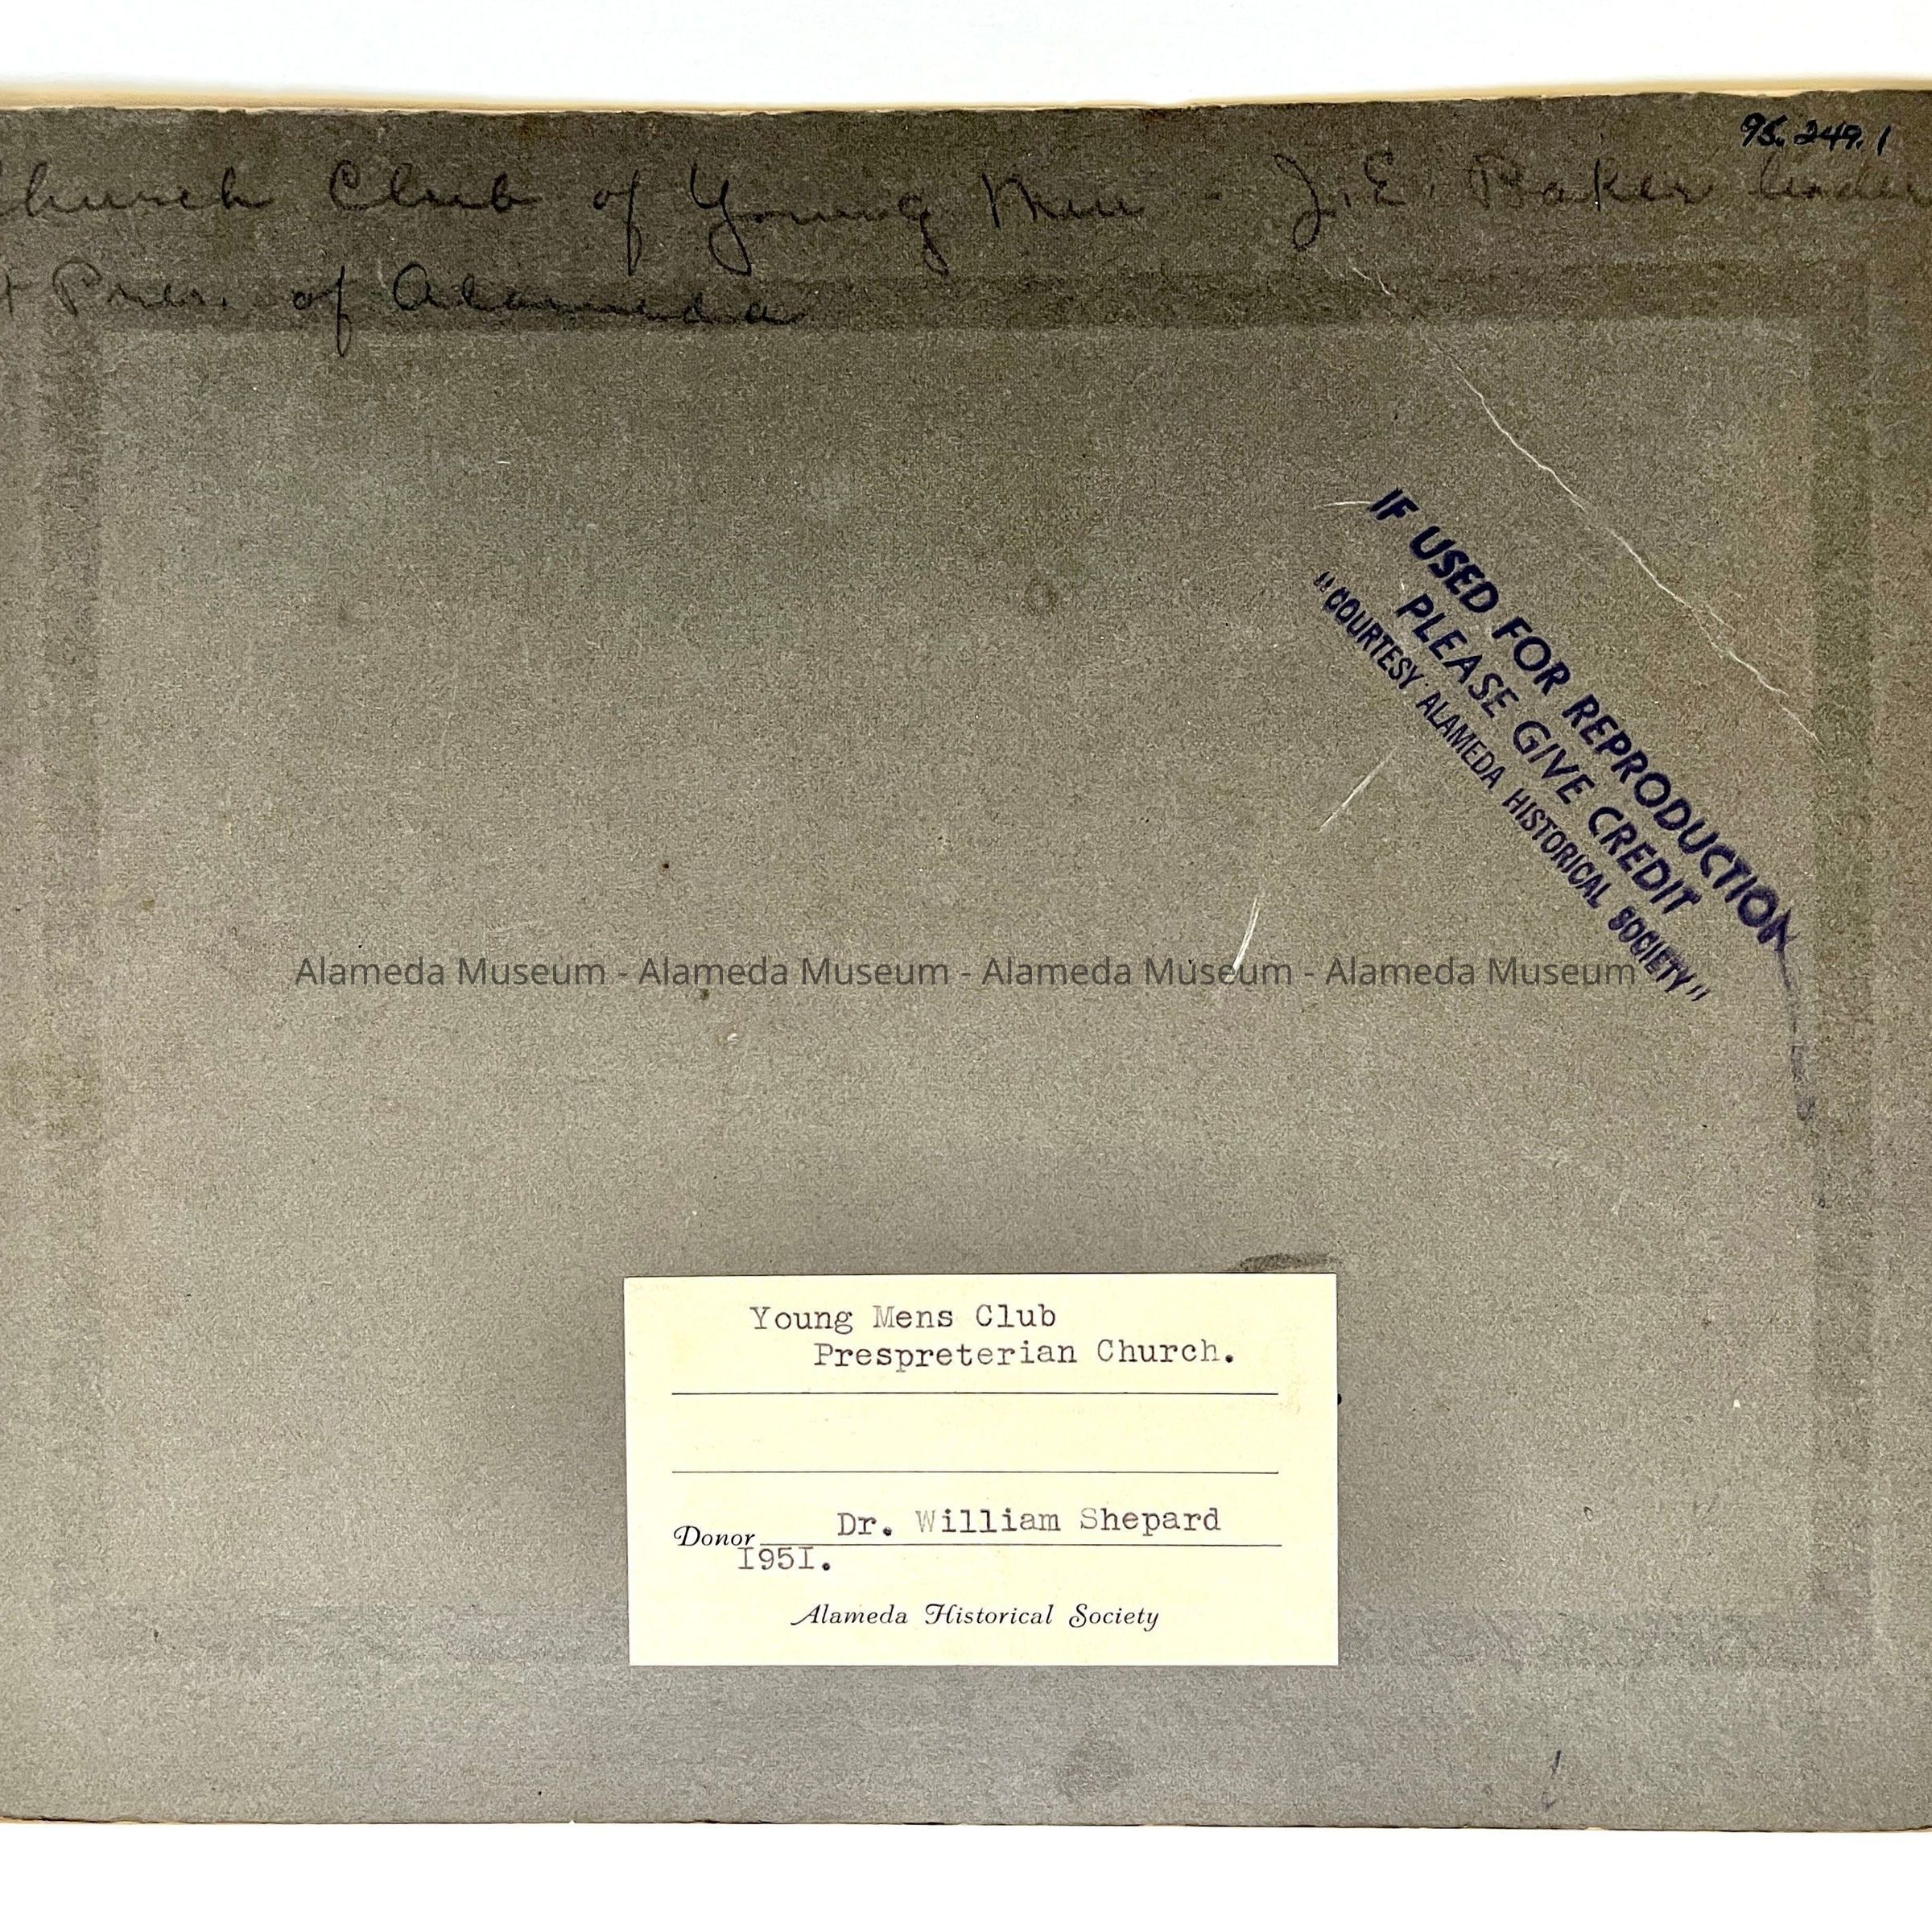 95.249.1
Church Club of Young Men - J.E. Baker leader
Pres. of Alameda
IF USED FOR REPRODUCTION
PLEASE GIVE CREDIT
"COURTESY ALAMEDA HISTORICAL SOCIETY"
Alameda Museum - Alameda Museum - Alameda Museum - Alameda Museum
Young Mens Club
Prespreterian Church.
Donor Dr. William Shepard
I95I.
Alameda Historical Society